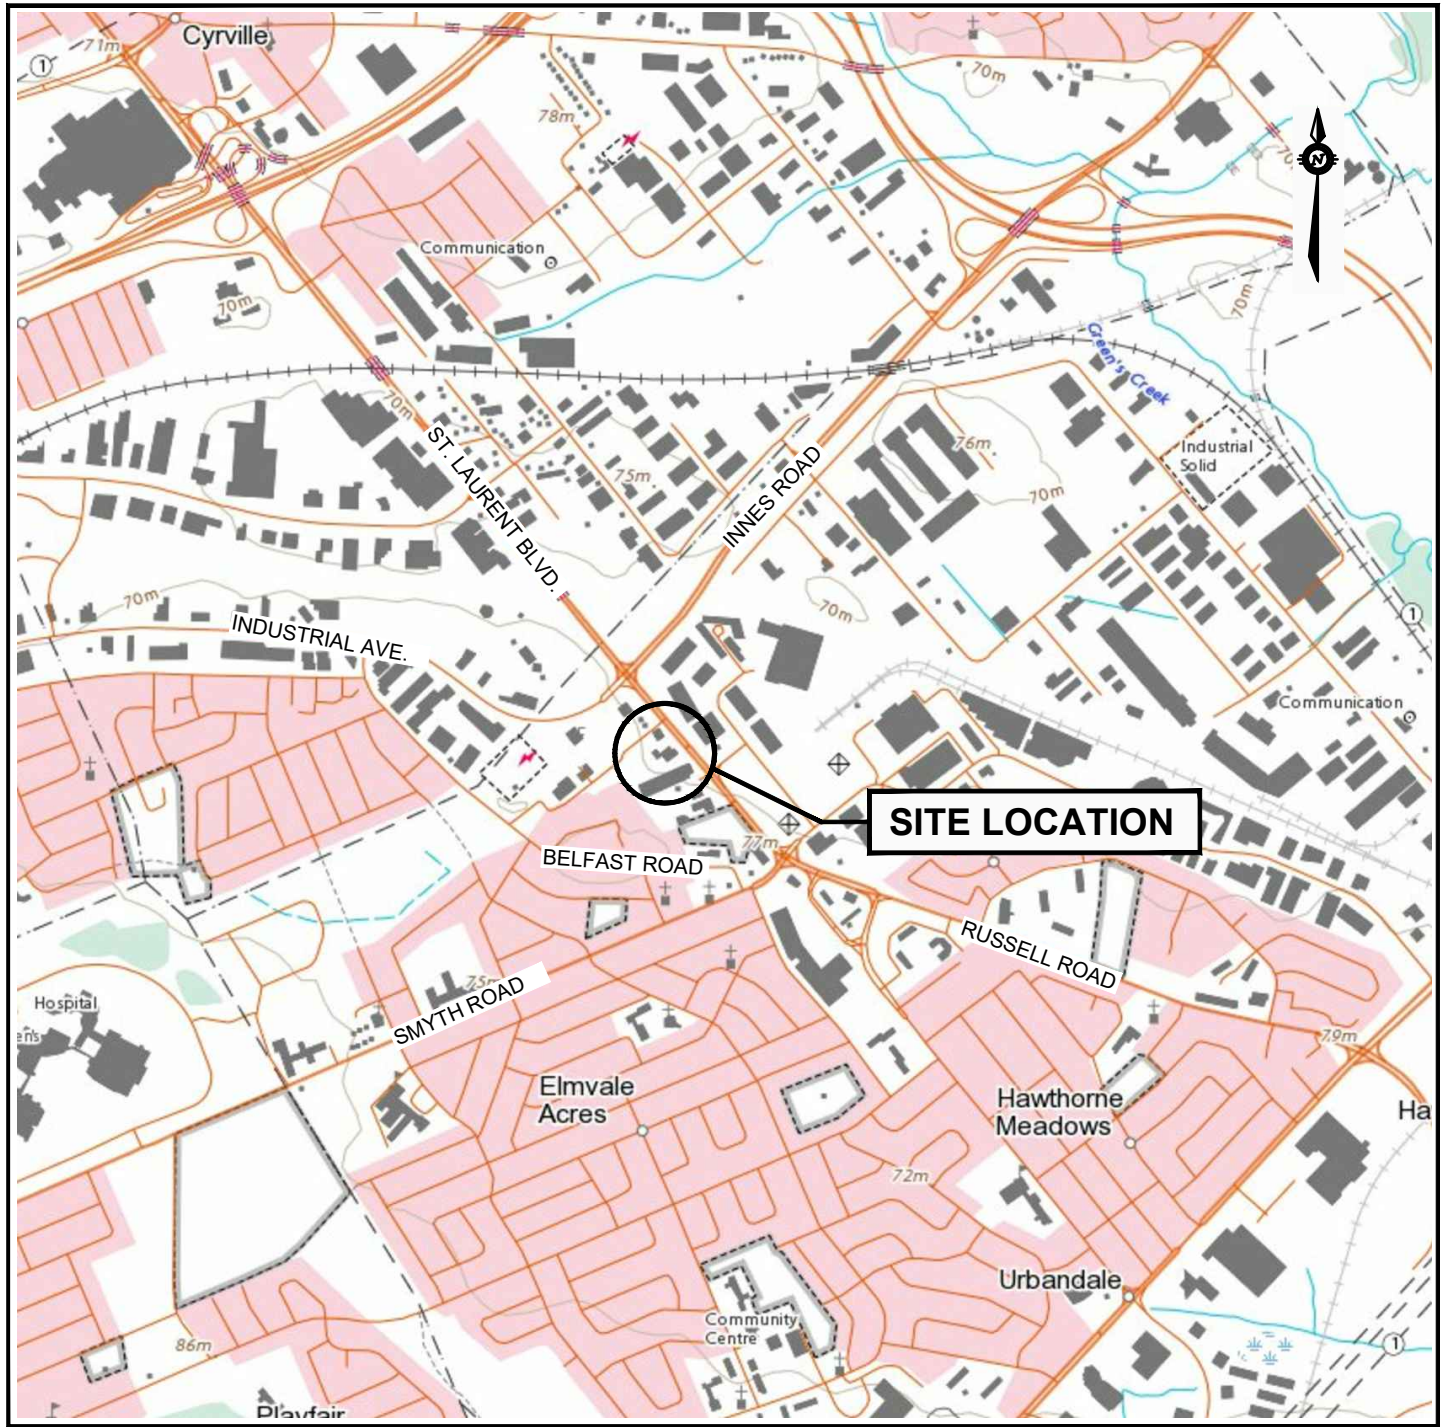 Cyrville
71m
1
70m
78m
N
70
Communication
70m
70m
Green's Creek
70m
ST. LAURENT BLVD.
INNES ROAD
76m
Industrial
Solid
75m
70m
70m
70m
1
INDUSTRIAL AVE.
Communication
SITE LOCATION
77m
BELFAST ROAD
RUSSELL ROAD
75m
SMYTH ROAD
Hospital
en's
79m
Elmvale
Acres
Hawthorne
Meadows
Ha
72m
Urbandale
Community
Centre
86m
1
Playfair